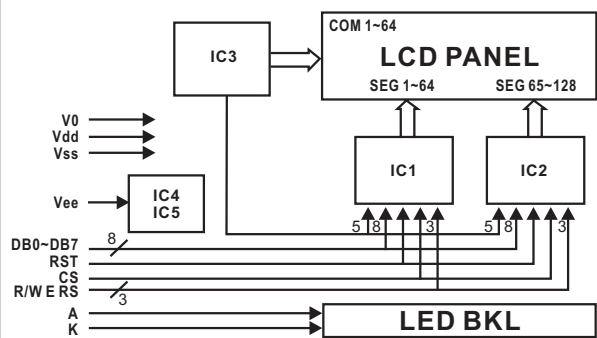 COM 1~64
IC3
LCD PANEL
SEG 1~64 SEG 65~128
V0
Vdd
Vss
IC1
IC2
Vee
IC4
IC5
5 8 3 5 8 3
DB0~DB7 8
RST
CS
R/W E RS 3
A
K
LED BKL